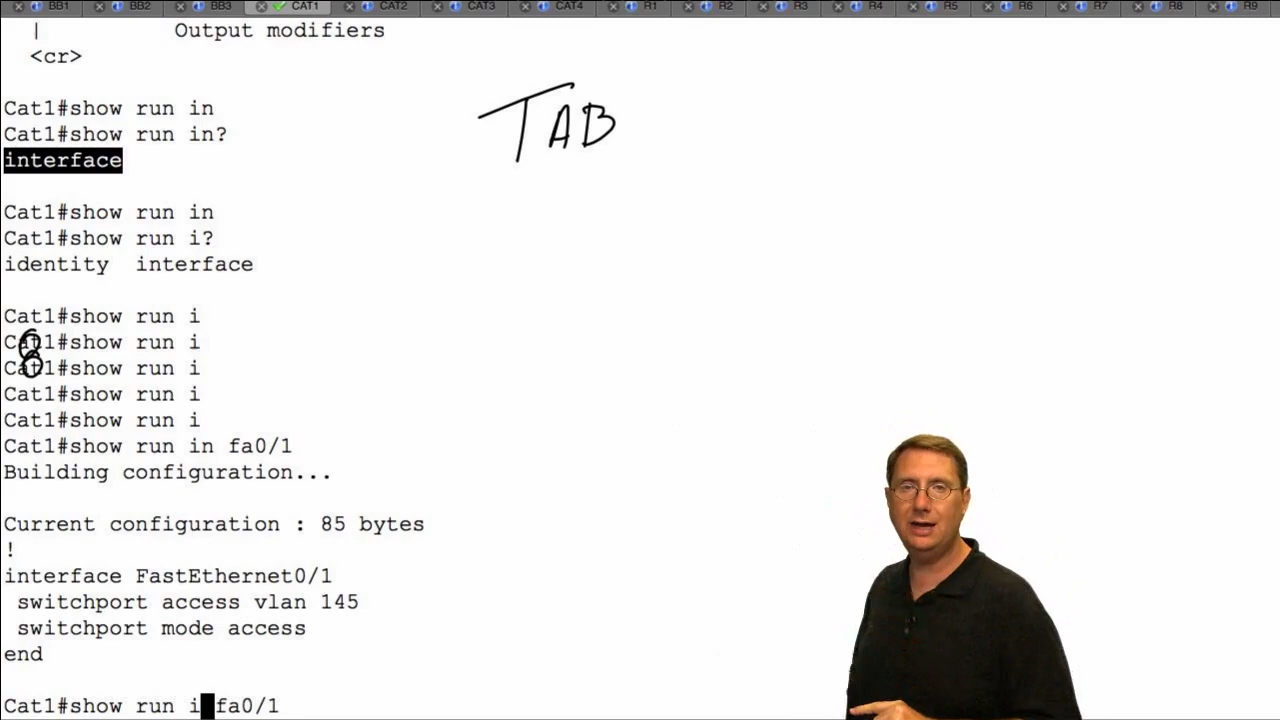 BB1 BB2 BB3 CAT1 CAT2 CAT3 CAT4 R1 R2 R3 R4 R5 R6 R7 R8 R9
| Output modifiers
<cr>
Cat1#show run in
Cat1#show run in?
interface
TAB
Cat1#show run in
Cat1#show run i?
identity interface
Cat1#show run i
Cat1#show run i
Cat1#show run i
Cat1#show run i
Cat1#show run i
8
Cat1#show run in fa0/1
Building configuration...
Current configuration : 85 bytes
!
interface FastEthernet0/1
switchport access vlan 145
switchport mode access
end
Cat1#show run i fa0/1